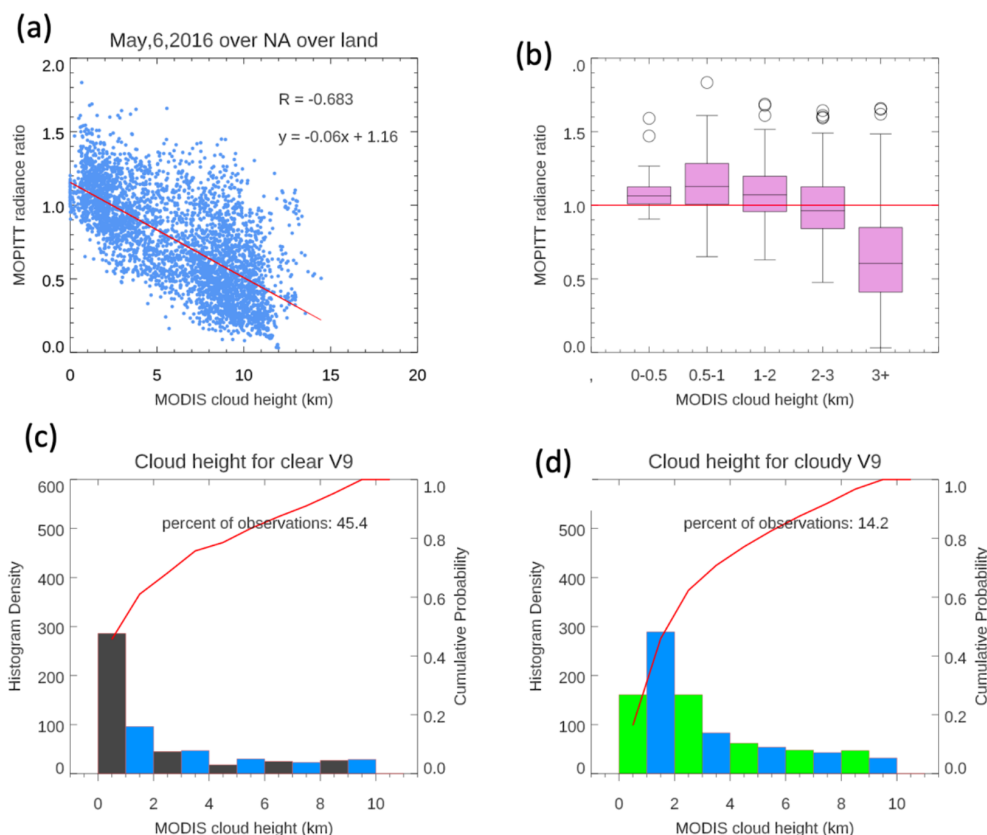 (a)
May,6,2016 over NA over land
R = -0.683
y = -0.06x + 1.16
MOPITT radiance ratio
2.0
1.5
1.0
0.5
0.0
0 5 10 15 20
MODIS cloud height (km)
(b)
MOPITT radiance ratio
.0
1.5
1.0
0.5
0.0
, 0-0.5 0.5-1 1-2 2-3 3+
MODIS cloud height (km)
(c)
Cloud height for clear V9
percent of observations: 45.4
Histogram Density
600
500
400
300
200
100
0
Cumulative Probability
1.0
0.8
0.6
0.4
0.2
0.0
0 2 4 6 8 10
MODIS cloud height (km)
(d)
Cloud height for cloudy V9
percent of observations: 14.2
Histogram Density
500
400
300
200
100
0
Cumulative Probability
1.0
0.8
0.6
0.4
0.2
0.0
0 2 4 6 8 10
MODIS cloud height (km)